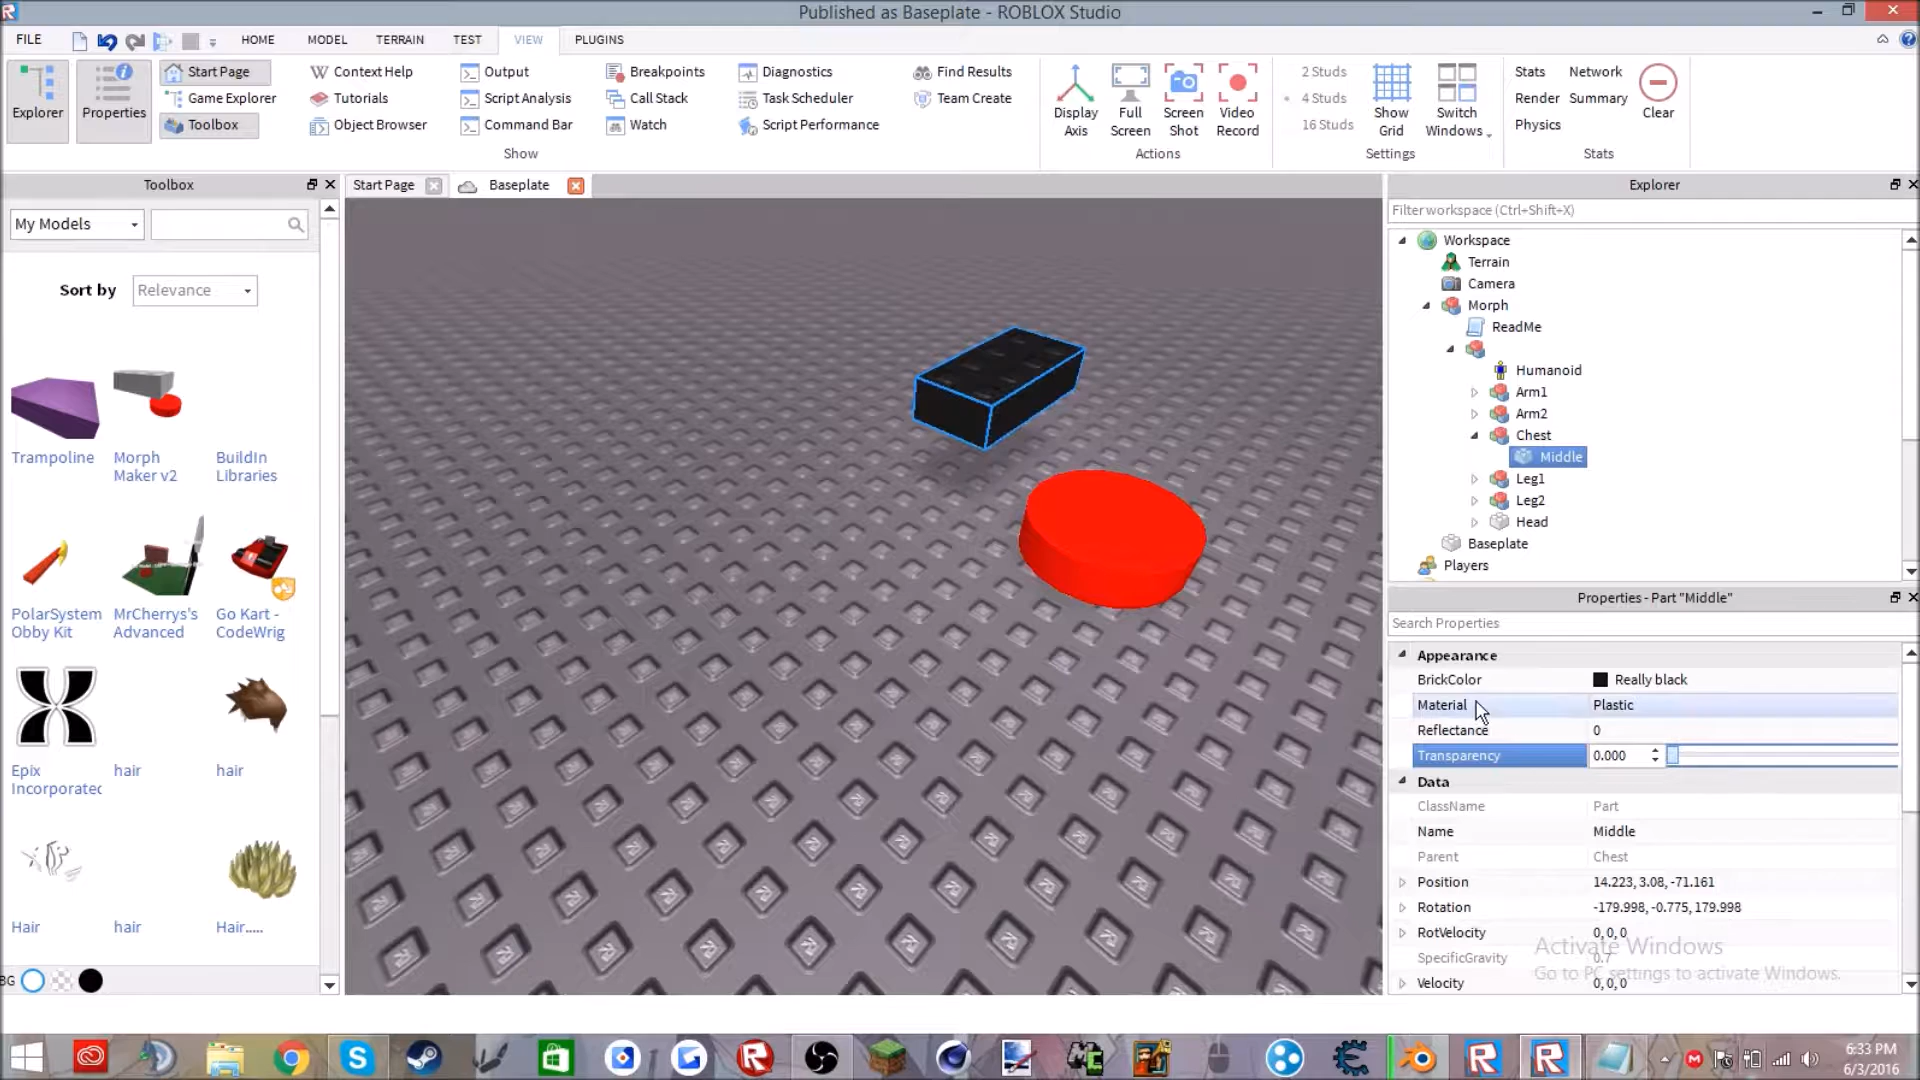 Published as Baseplate - ROBLOX Studio
FILE HOME MODEL TERRAIN TEST VIEW PLUGINS
Explorer
Properties
Start Page
Game Explorer
Toolbox
Context Help
Tutorials
Object Browser
Output
Script Analysis
Command Bar
Breakpoints
Call Stack
Watch
Diagnostics
Task Scheduler
Script Performance
Find Results
Team Create
Show
Display Axis
Full Screen
Screen Shot
Video Record
Actions
2 Studs
4 Studs
16 Studs
Show Grid
Switch Windows
Settings
Stats
Network
Render
Summary
Physics
Clear
Stats
Toolbox
My Models
Sort by Relevance
Trampoline
Morph Maker v2
BuildIn Libraries
PolarSystem Obby Kit
MrCherrys's Advanced
Go Kart - CodeWrig
Epix Incorporated
hair
hair
Hair
hair
Hair.....
BG
Start Page
Baseplate
Explorer
Filter workspace (Ctrl+Shift+X)
Workspace
Terrain
Camera
Morph
ReadMe
Humanoid
Arm1
Arm2
Chest
Middle
Leg1
Leg2
Head
Baseplate
Players
Properties - Part "Middle"
Search Properties
Appearance
BrickColor Really black
Material Plastic
Reflectance 0
Transparency 0.000
Data
ClassName Part
Name Middle
Parent Chest
Position 14.223, 3.08, -71.161
Rotation -179.998, -0.775, 179.998
RotVelocity 0, 0, 0
SpecificGravity 0.7
Velocity 0, 0, 0
Activate Windows
Go to PC settings to activate Windows.
6:33 PM
6/3/2016